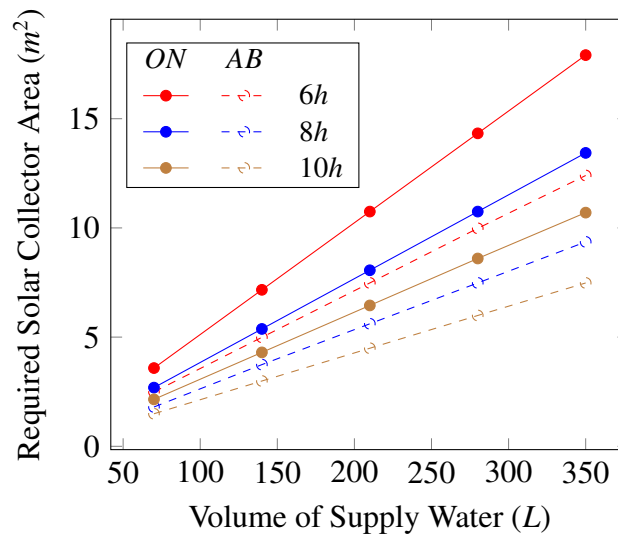 ON AB
6h
8h
10h
15
10
5
0
50 100 150 200 250 300 350
Required Solar Collector Area (m²)
Volume of Supply Water (L)